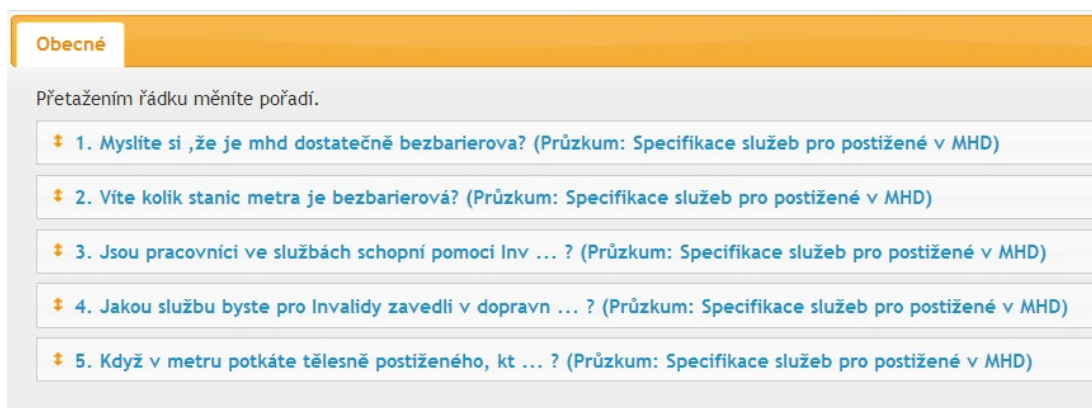 Obecné
Přetažením řádku měníte pořadí.
1. Myslíte si ,že je mhd dostatečně bezbarierova? (Průzkum: Specifikace služeb pro postižené v MHD)
2. Víte kolik stanic metra je bezbarierová? (Průzkum: Specifikace služeb pro postižené v MHD)
3. Jsou pracovníci ve službách schopní pomoci Inv ... ? (Průzkum: Specifikace služeb pro postižené v MHD)
4. Jakou službu byste pro Invalidy zavedli v dopravn ... ? (Průzkum: Specifikace služeb pro postižené v MHD)
5. Když v metru potkáte tělesně postiženého, kt ... ? (Průzkum: Specifikace služeb pro postižené v MHD)